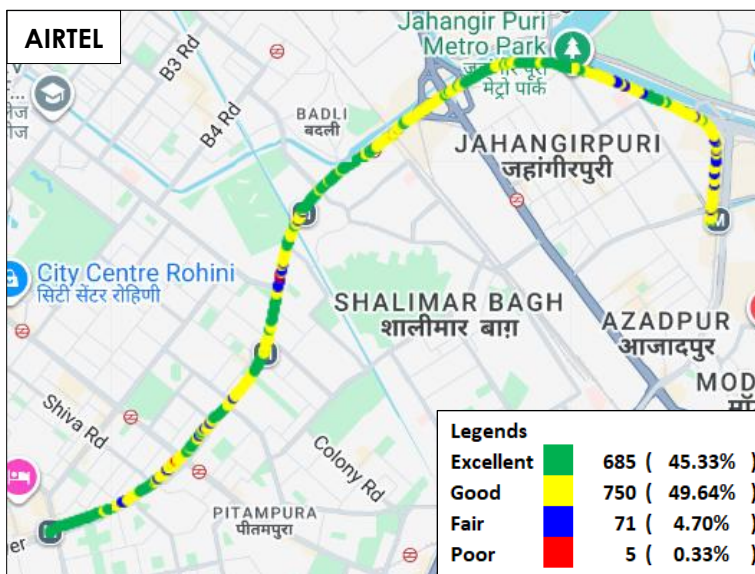 AIRTEL
Jahangir Puri
Metro Park
मेट्रो पार्क
B3 Rd
B4 Rd
BADLI
बदली
JAHANGIRPURI
जहांगीरपुरी
City Centre Rohini
सिटी सेंटर रोहिणी
SHALIMAR BAGH
शालीमार बाग़
AZADPUR
आजादपुर
MOD
Shiva Rd
Colony Rd
PITAMPURA
पीतमपुरा
ver
Legends
Excellent 685 ( 45.33% )
Good 750 ( 49.64% )
Fair 71 ( 4.70% )
Poor 5 ( 0.33% )